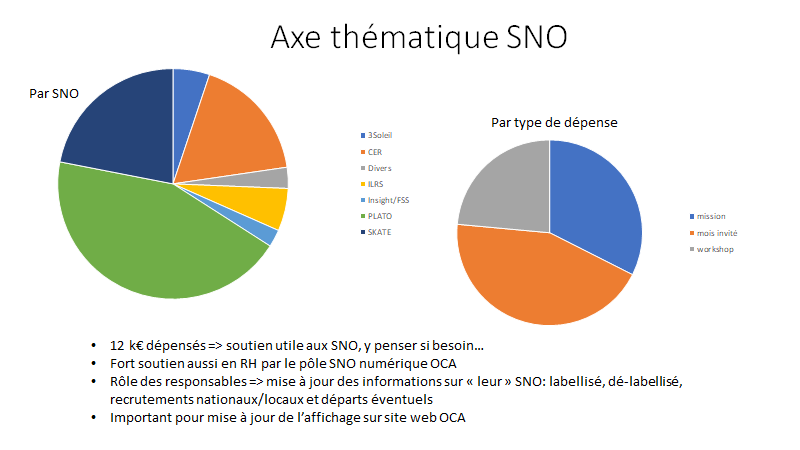 Axe thématique SNO
Par SNO
3Soleil
CER
Divers
ILRS
Insight/FSS
PLATO
SKATE
Par type de dépense
mission
mois invité
workshop
• 12 k€ dépensés => soutien utile aux SNO, y penser si besoin…
• Fort soutien aussi en RH par le pôle SNO numérique OCA
• Rôle des responsables => mise à jour des informations sur « leur » SNO: labellisé, dé-labellisé,
recrutements nationaux/locaux et départs éventuels
• Important pour mise à jour de l’affichage sur site web OCA